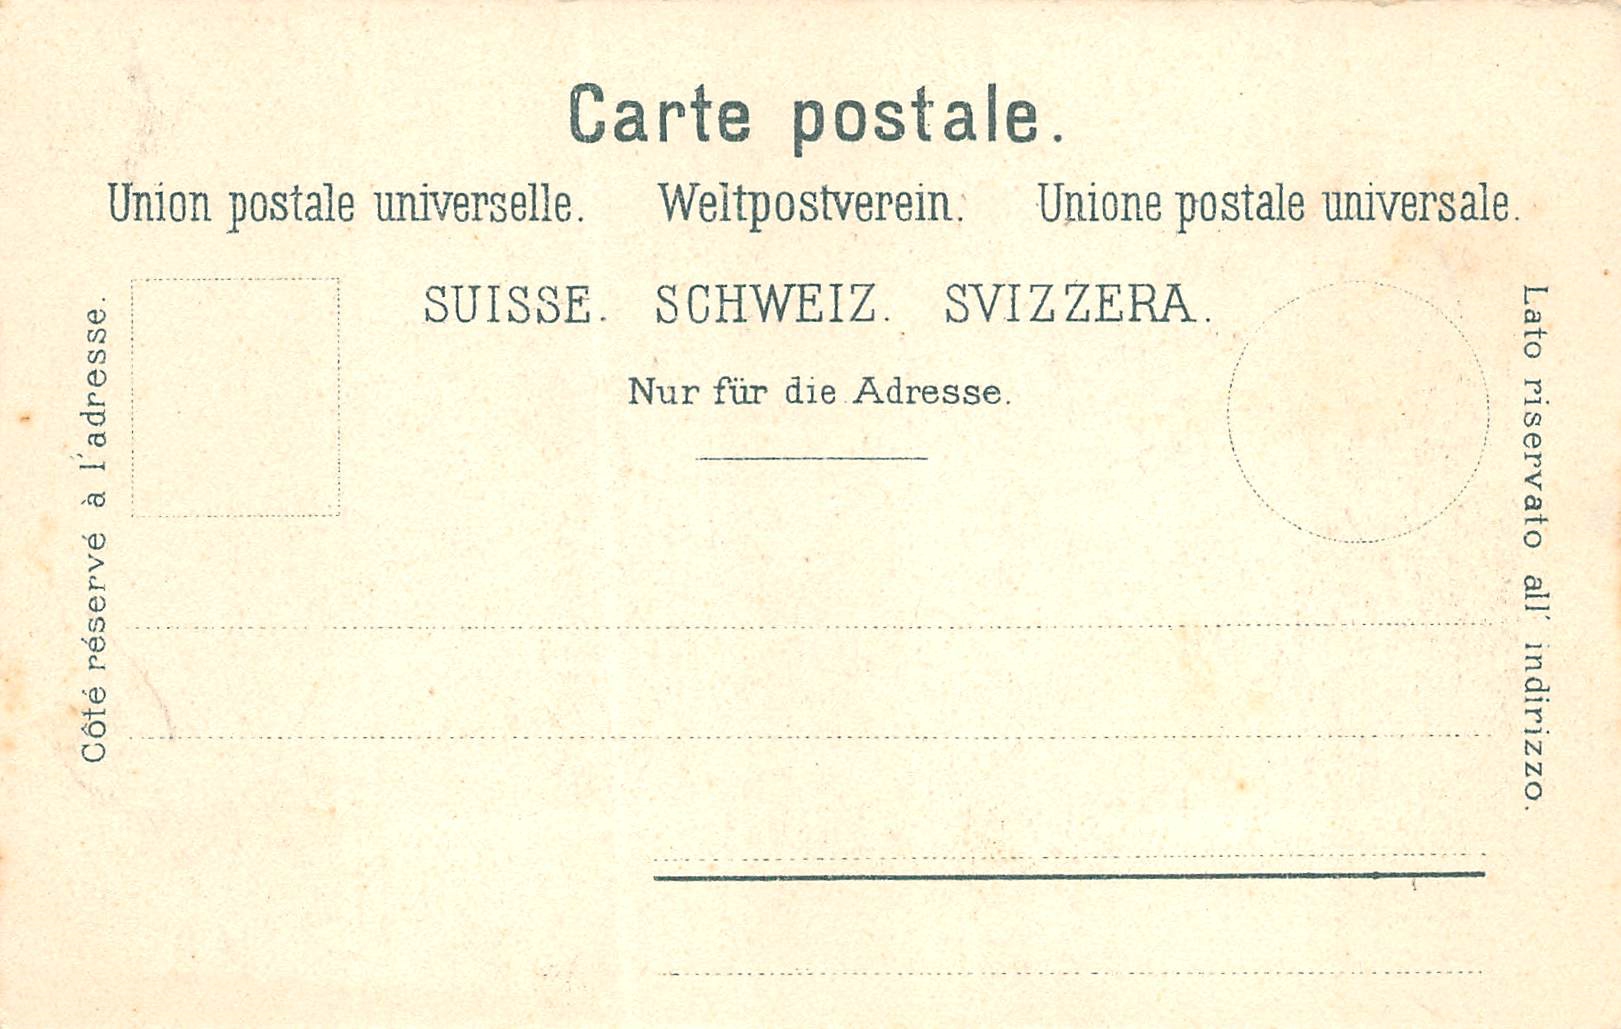 Carte postale.
Union postale universelle. Weltpostverein. Unione postale universale.
SUISSE. SCHWEIZ. SVIZZERA.
Nur für die Adresse.
Côté réservé à l'adresse.
Lato riservato all' indirizzo.